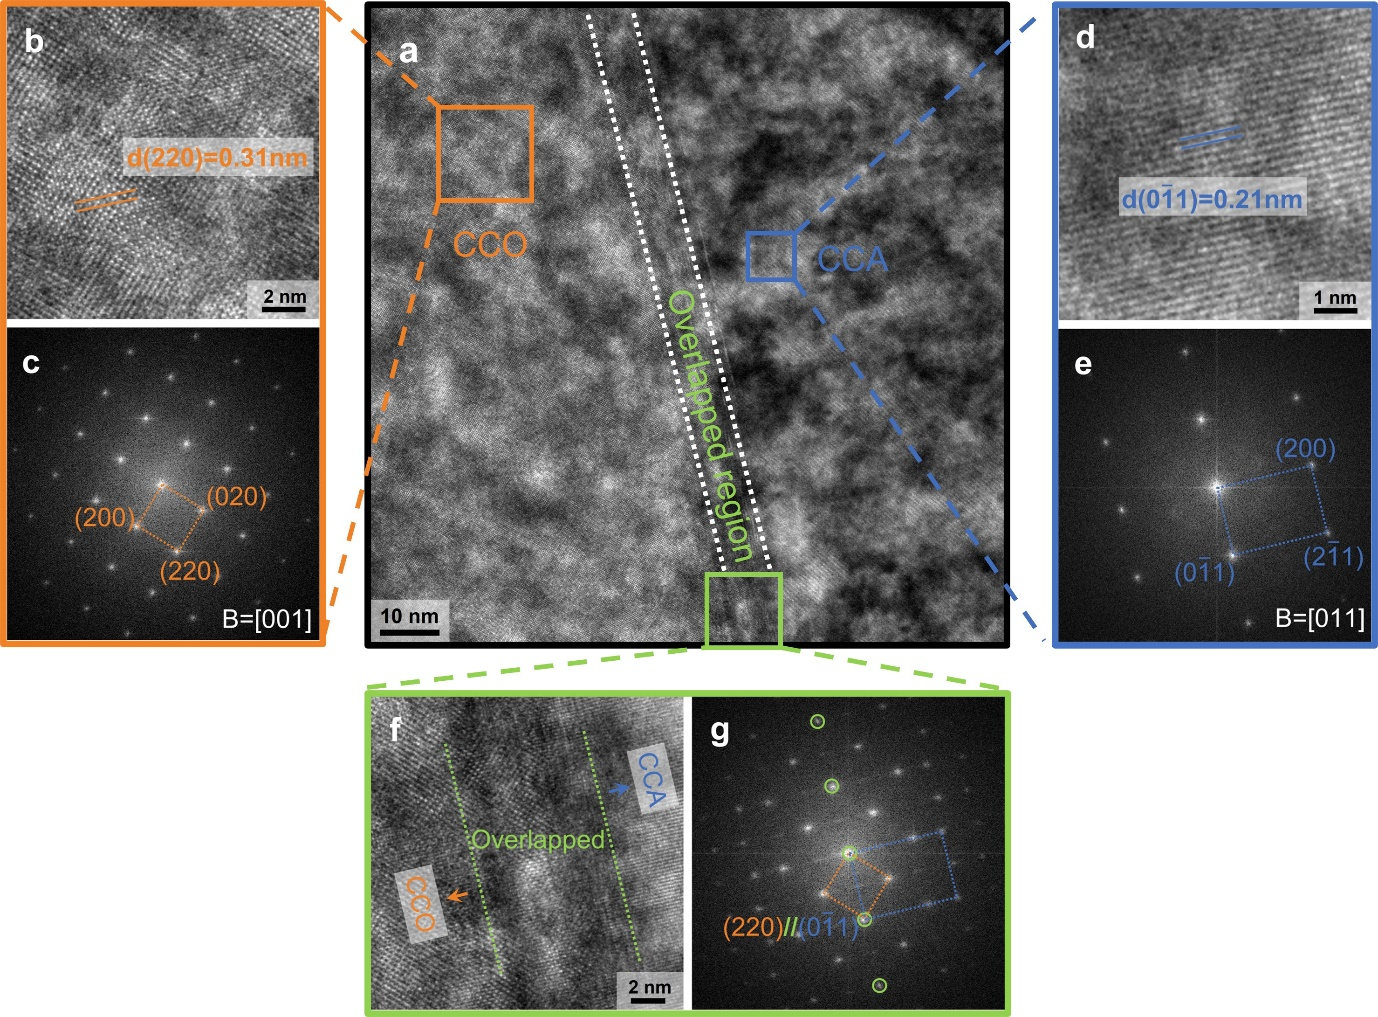 b
d(220)=0.31nm
2 nm
c
(200)
(020)
(220)
B=[001]
a
CCO
CCA
Overlapped region
10 nm
d
d(01̄1)=0.21nm
1 nm
e
(200)
(01̄1)
(21̄1)
B=[011]
f
CCA
Overlapped
CCO
2 nm
g
(220)//(01̄1)